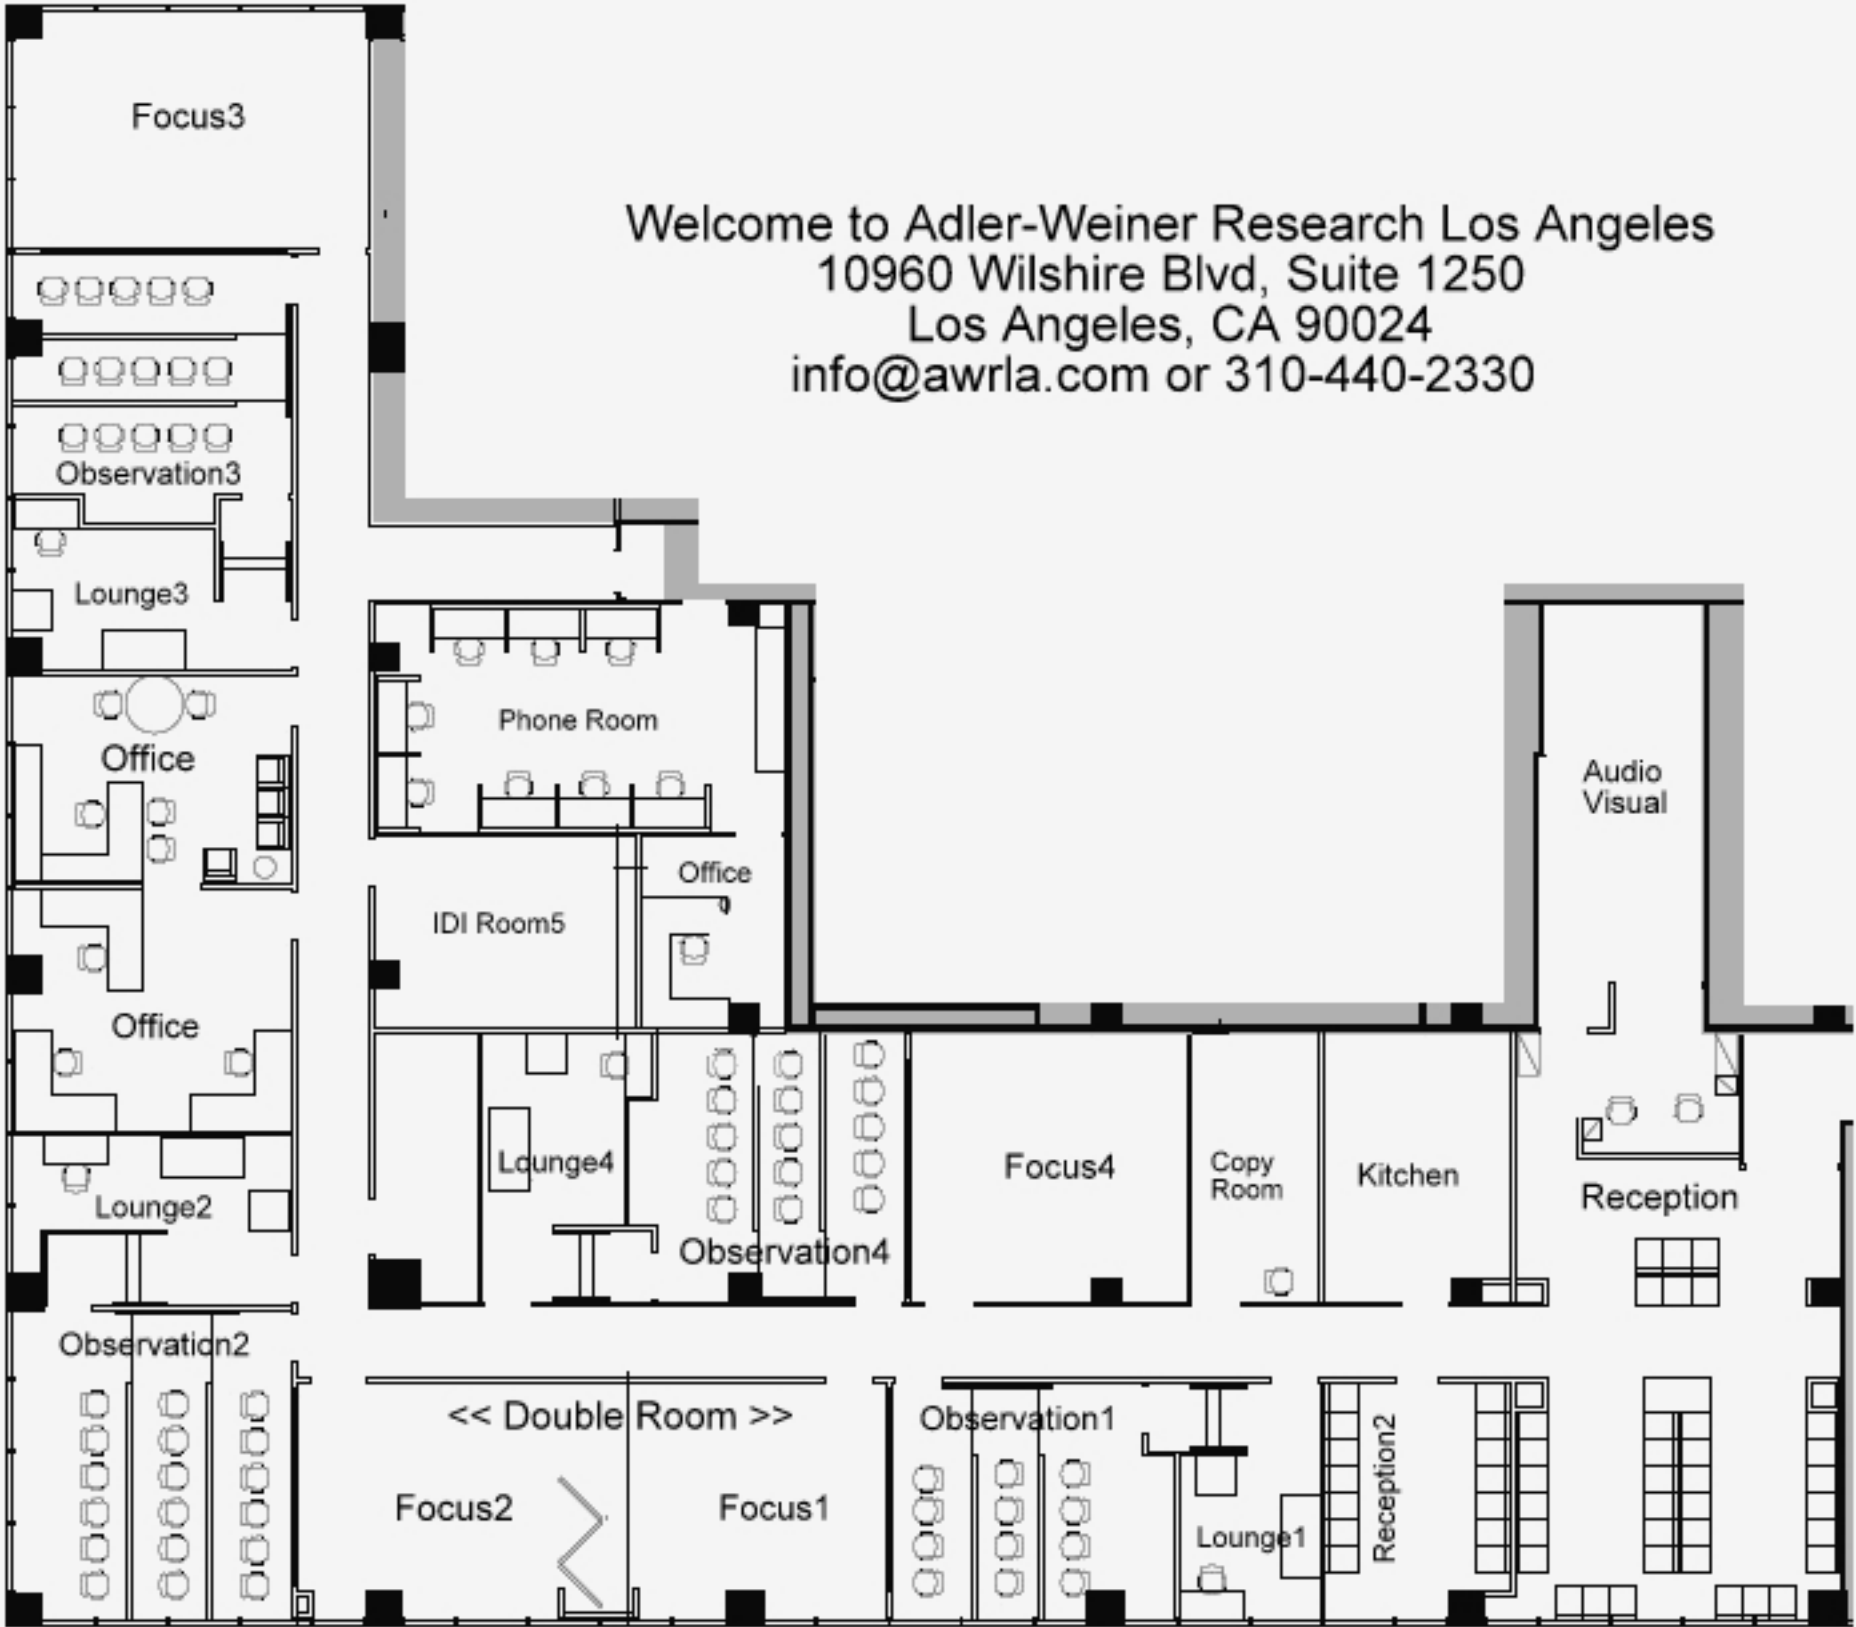 Focus3
Welcome to Adler-Weiner Research Los Angeles
10960 Wilshire Blvd, Suite 1250
Los Angeles, CA 90024
info@awrla.com or 310-440-2330
Observation3
Lounge3
Phone Room
Office
Audio
Visual
Office
IDI Room5
Office
Lounge4
Focus4
Copy
Room
Kitchen
Reception
Lounge2
Observation4
Observation2
<< Double Room >>
Observation1
Reception2
Focus2
Focus1
Lounge1